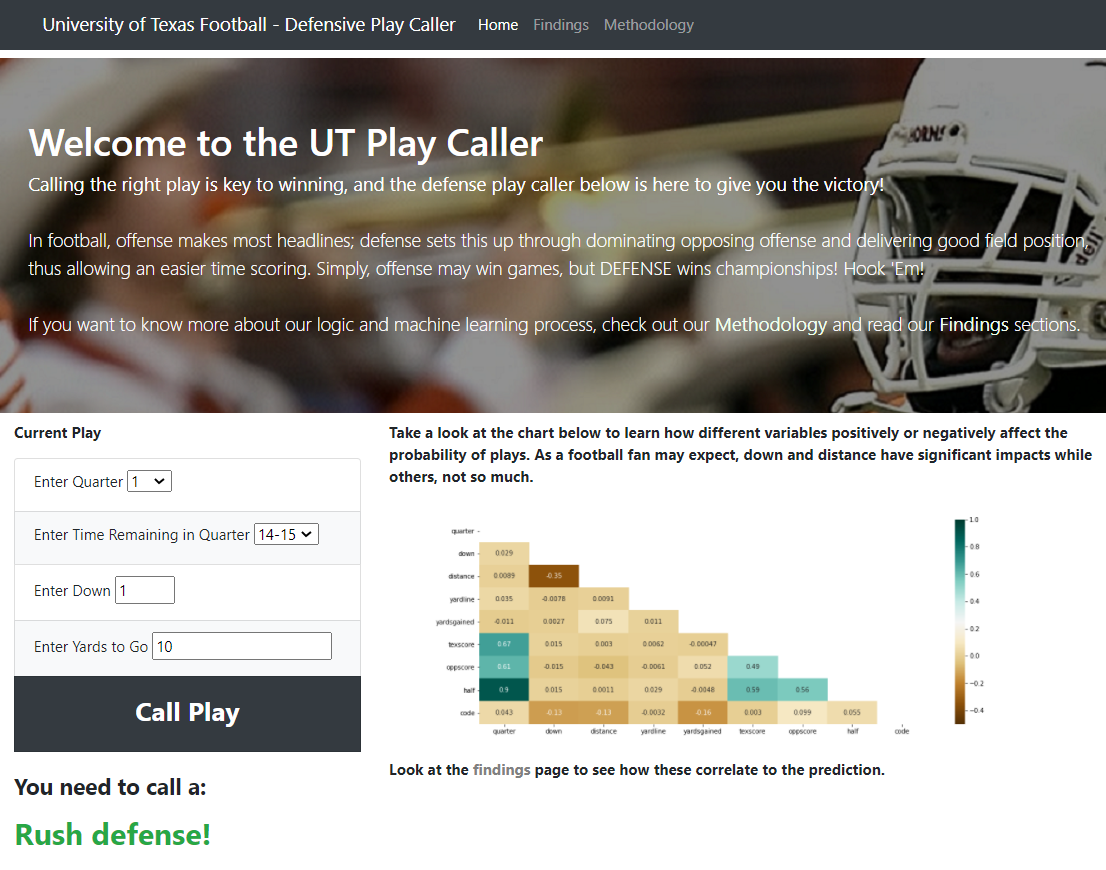 University of Texas Football - Defensive Play Caller Home Findings Methodology
Welcome to the UT Play Caller
Calling the right play is key to winning, and the defense play caller below is here to give you the victory!
In football, offense makes most headlines; defense sets this up through dominating opposing offense and delivering good field position,
thus allowing an easier time scoring. Simply, offense may win games, but DEFENSE wins championships! Hook 'Em!
If you want to know more about our logic and machine learning process, check out our Methodology and read our Findings sections.
HORNS
Current Play
Enter Quarter 1
Enter Time Remaining in Quarter 14-15
Enter Down 1
Enter Yards to Go 10
Call Play
You need to call a:
Rush defense!
Take a look at the chart below to learn how different variables positively or negatively affect the
probability of plays. As a football fan may expect, down and distance have significant impacts while
others, not so much.
quarter
down 0.029
distance 0.0089 -0.35
yardline 0.035 -0.0078 0.0091
yardsgained -0.011 0.0027 0.075 0.011
texscore 0.67 0.015 0.003 0.0062 -0.00047
oppscore 0.61 -0.015 -0.043 -0.0061 0.052 0.49
half 0.9 0.015 0.0011 0.029 -0.0048 0.59 0.56
code 0.043 -0.13 -0.13 -0.0032 -0.16 0.003 0.099 0.055
quarter down distance yardline yardsgained texscore oppscore half code
1.0
0.8
0.6
0.4
0.2
0.0
-0.2
-0.4
Look at the findings page to see how these correlate to the prediction.